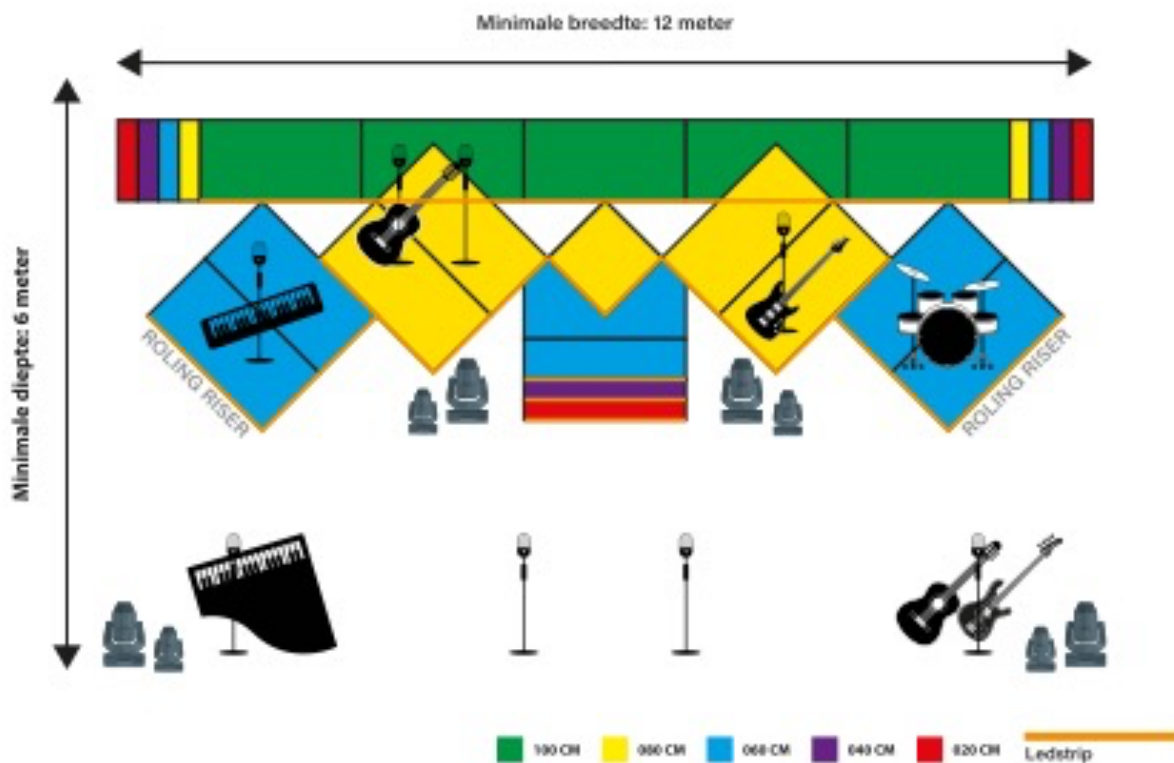 Minimale breedte: 12 meter
Minimale diepte: 6 meter
ROLING RISER
ROLING RISER
100 CM
080 CM
060 CM
040 CM
020 CM
Ledstrip